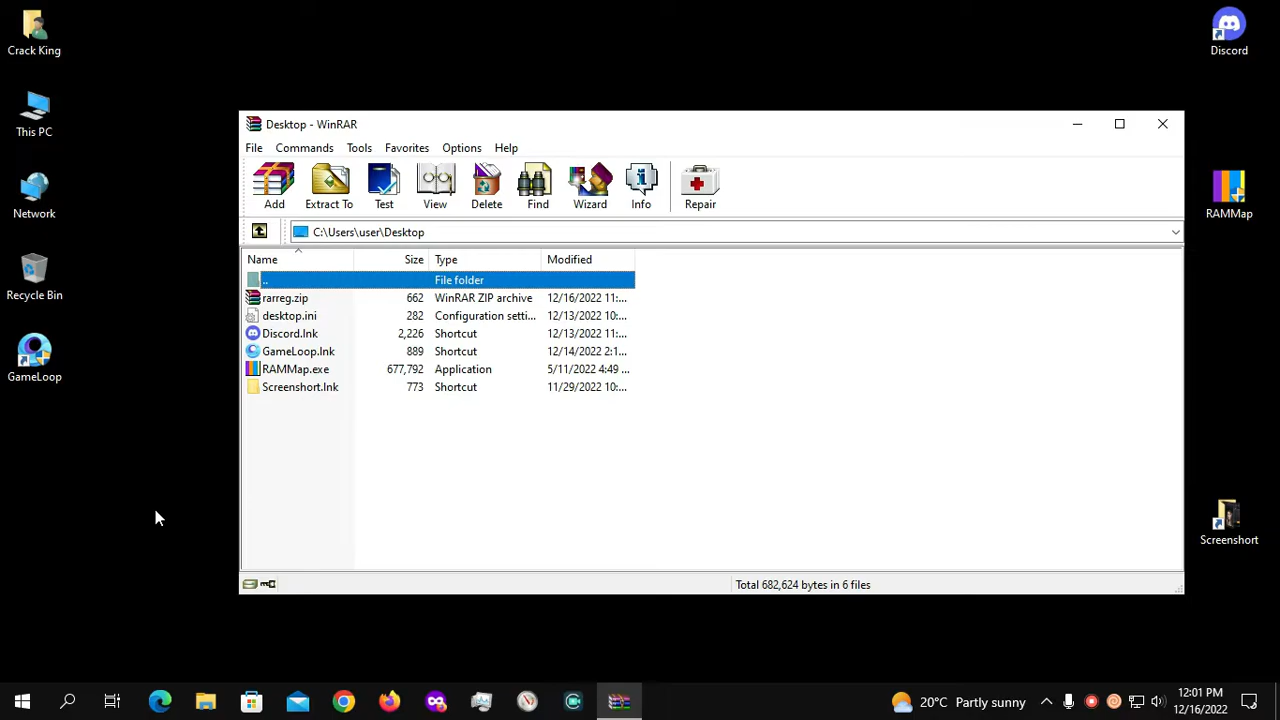 Crack King
This PC
Network
Recycle Bin
GameLoop
Desktop - WinRAR
File Commands Tools Favorites Options Help
Add Extract To Test View Delete Find Wizard Info Repair
C:\Users\user\Desktop
Name Size Type Modified
.. File folder
rarreg.zip 662 WinRAR ZIP archive 12/16/2022 11:...
desktop.ini 282 Configuration setti... 12/13/2022 10:...
Discord.lnk 2,226 Shortcut 12/13/2022 11:...
GameLoop.lnk 889 Shortcut 12/14/2022 2:1...
RAMMap.exe 677,792 Application 5/11/2022 4:49 ...
Screenshort.lnk 773 Shortcut 11/29/2022 10:...
Total 682,624 bytes in 6 files
Discord
RAMMap
Screenshort
20°C Partly sunny
12:01 PM
12/16/2022